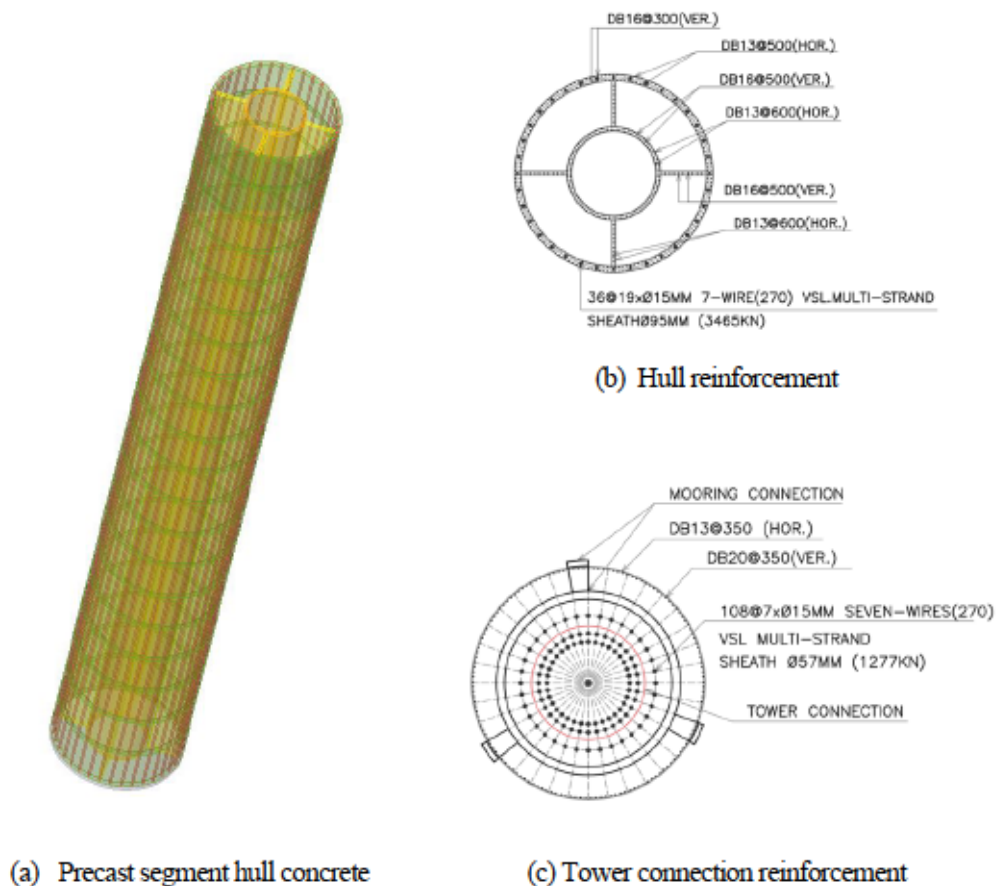 DB16@300(VER.)
DB13@500(HOR.)
DB16@500(VER.)
DB13@600(HOR.)
DB16@500(VER.)
DB13@600(HOR.)
36@19xØ15MM 7-WIRE(270) VSL.MULTI-STRAND
SHEATHØ95MM (3465KN)
(b) Hull reinforcement
MOORING CONNECTION
DB13@350 (HOR.)
DB20@350(VER.)
108@7xØ15MM SEVEN-WIRES(270)
VSL MULTI-STRAND
SHEATH Ø57MM (1277KN)
TOWER CONNECTION
(a) Precast segment hull concrete
(c) Tower connection reinforcement